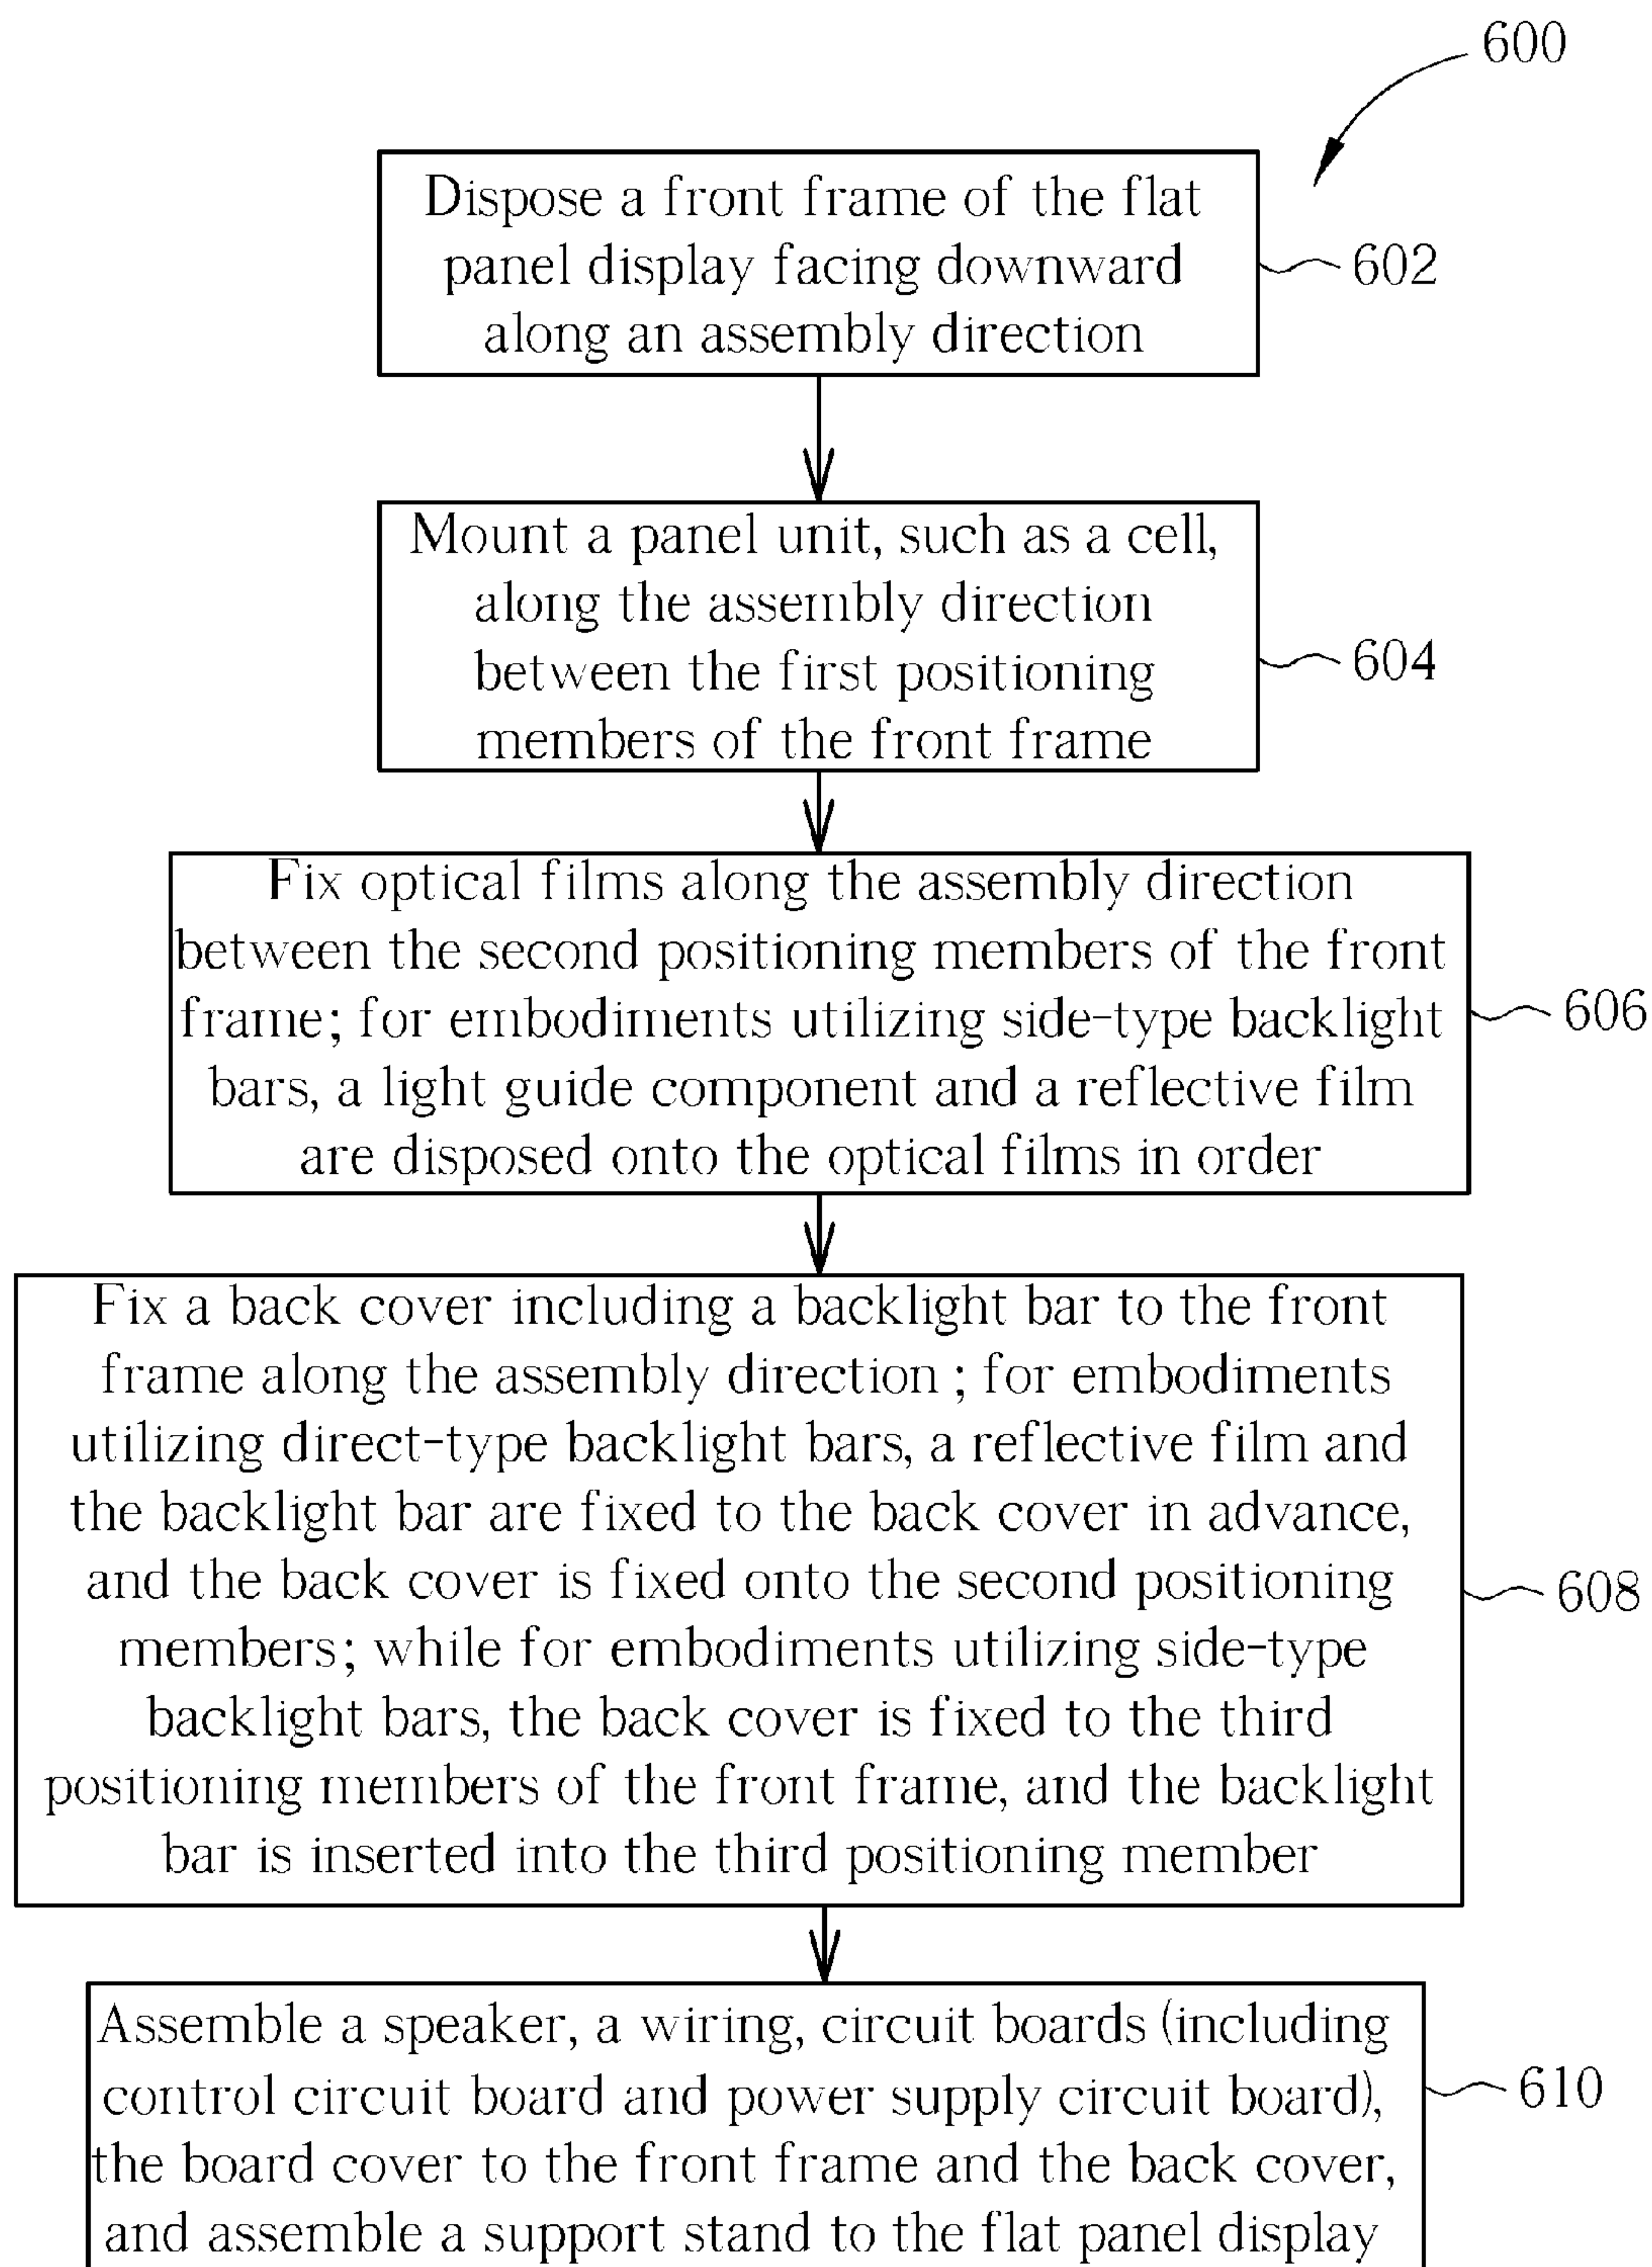 600
Dispose a front frame of the flat
panel display facing downward
along an assembly direction
602
Mount a panel unit, such as a cell,
along the assembly direction
between the first positioning
members of the front frame
604
Fix optical films along the assembly direction
between the second positioning members of the front
frame; for embodiments utilizing side-type backlight
bars, a light guide component and a reflective film
are disposed onto the optical films in order
606
Fix a back cover including a backlight bar to the front
frame along the assembly direction ; for embodiments
utilizing direct-type backlight bars, a reflective film and
the backlight bar are fixed to the back cover in advance,
and the back cover is fixed onto the second positioning
members; while for embodiments utilizing side-type
backlight bars, the back cover is fixed to the third
positioning members of the front frame, and the backlight
bar is inserted into the third positioning member
608
Assemble a speaker, a wiring, circuit boards (including
control circuit board and power supply circuit board),
the board cover to the front frame and the back cover,
and assemble a support stand to the flat panel display
610